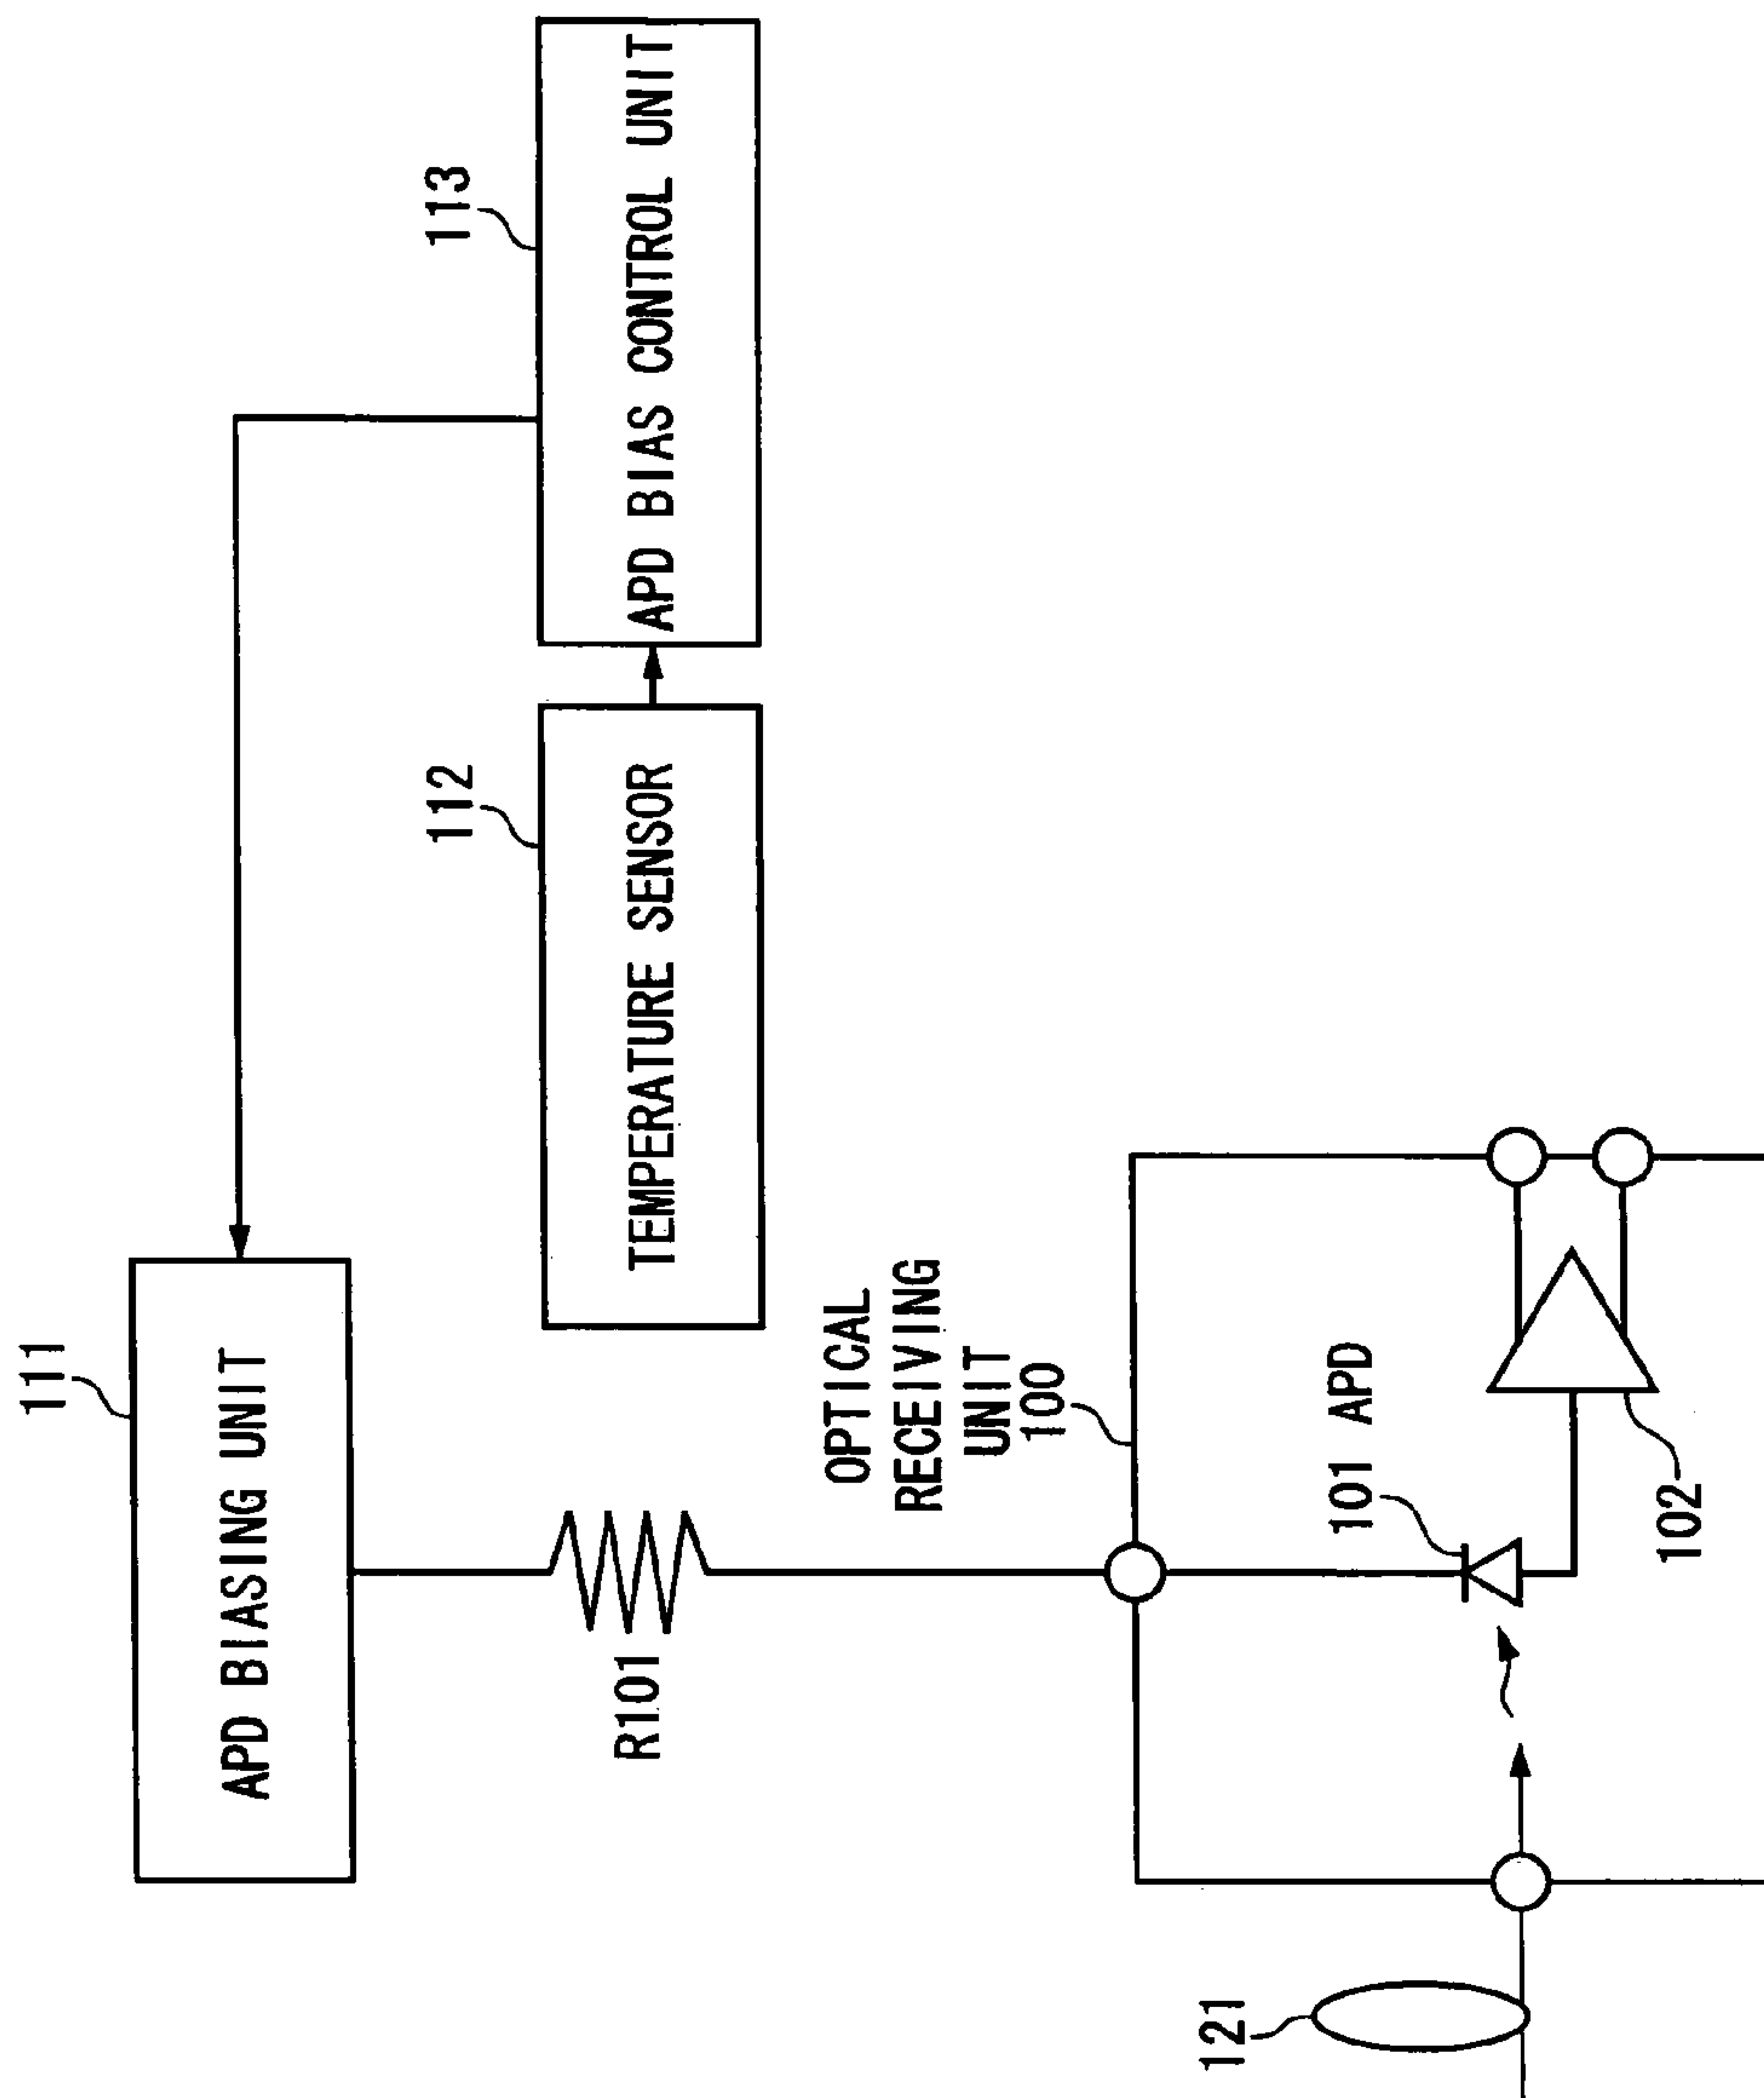 111
APD BIASING UNIT
112
TEMPERATURE SENSOR
113
APD BIAS CONTROL UNIT
R101
OPTICAL
RECEIVING
UNIT
100
101 APD
102
121